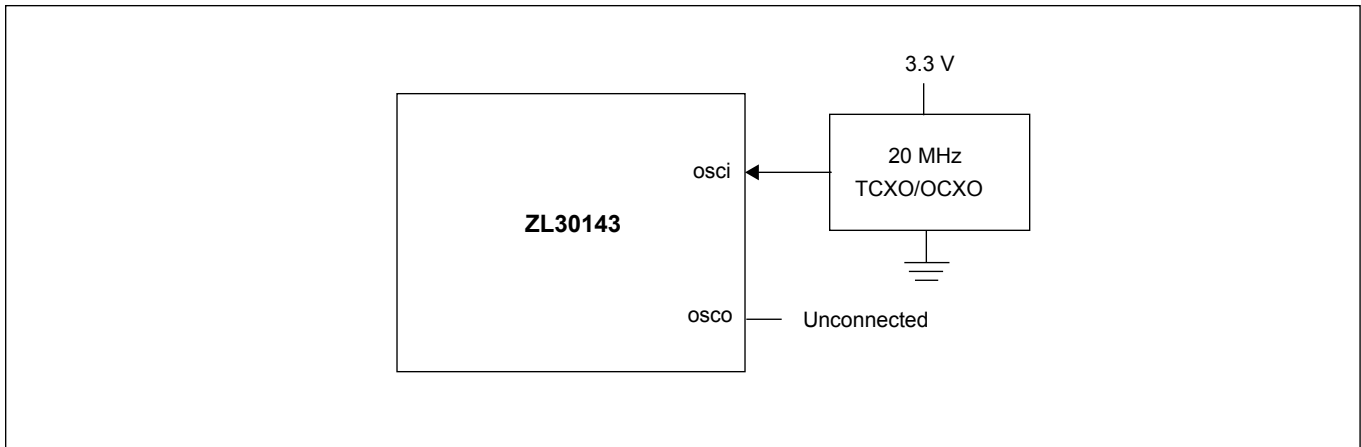 3.3 V
20 MHz
TCXO/OCXO
osci
ZL30143
osco
Unconnected